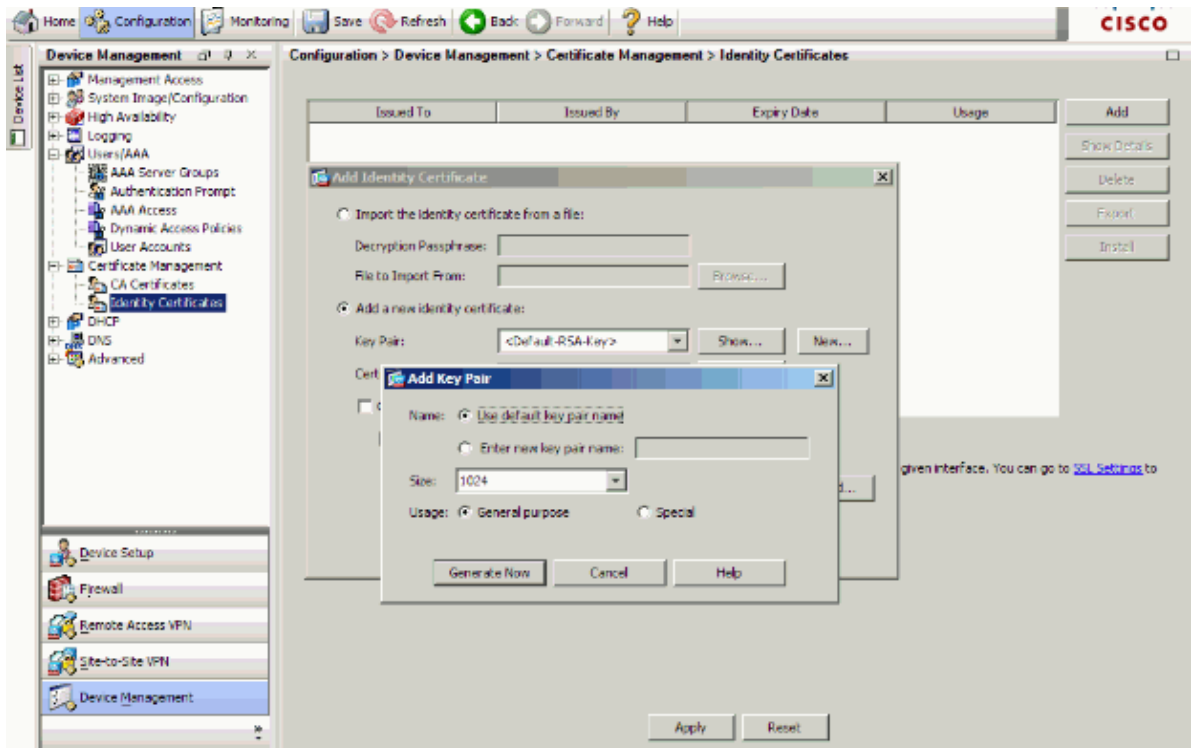 Home Configuration Monitoring Save Refresh Back Forward Help
CISCO
Device List
Device Management
Configuration > Device Management > Certificate Management > Identity Certificates
Management Access
System Image/Configuration
High Availability
Logging
Users/AAA
AAA Server Groups
Authentication Prompt
AAA Access
Dynamic Access Policies
User Accounts
Certificate Management
CA Certificates
Identity Certificates
DHCP
DNS
Advanced
Device Setup
Firewall
Remote Access VPN
Site-to-Site VPN
Device Management
Issued To Issued By Expiry Date Usage
Add
Show Details
Delete
Export
Install
Add Identity Certificate
Import the identity certificate from a file:
Decryption Passphrase:
File to Import From: Browse...
Add a new identity certificate:
Key Pair: <Default-RSA-Key> Show... New...
Cert
Add Key Pair
Name: Use default key pair name
Enter new key pair name:
Size: 1024
Usage: General purpose Special
Generate Now Cancel Help
given interface. You can go to SSL Settings to
d...
Apply Reset